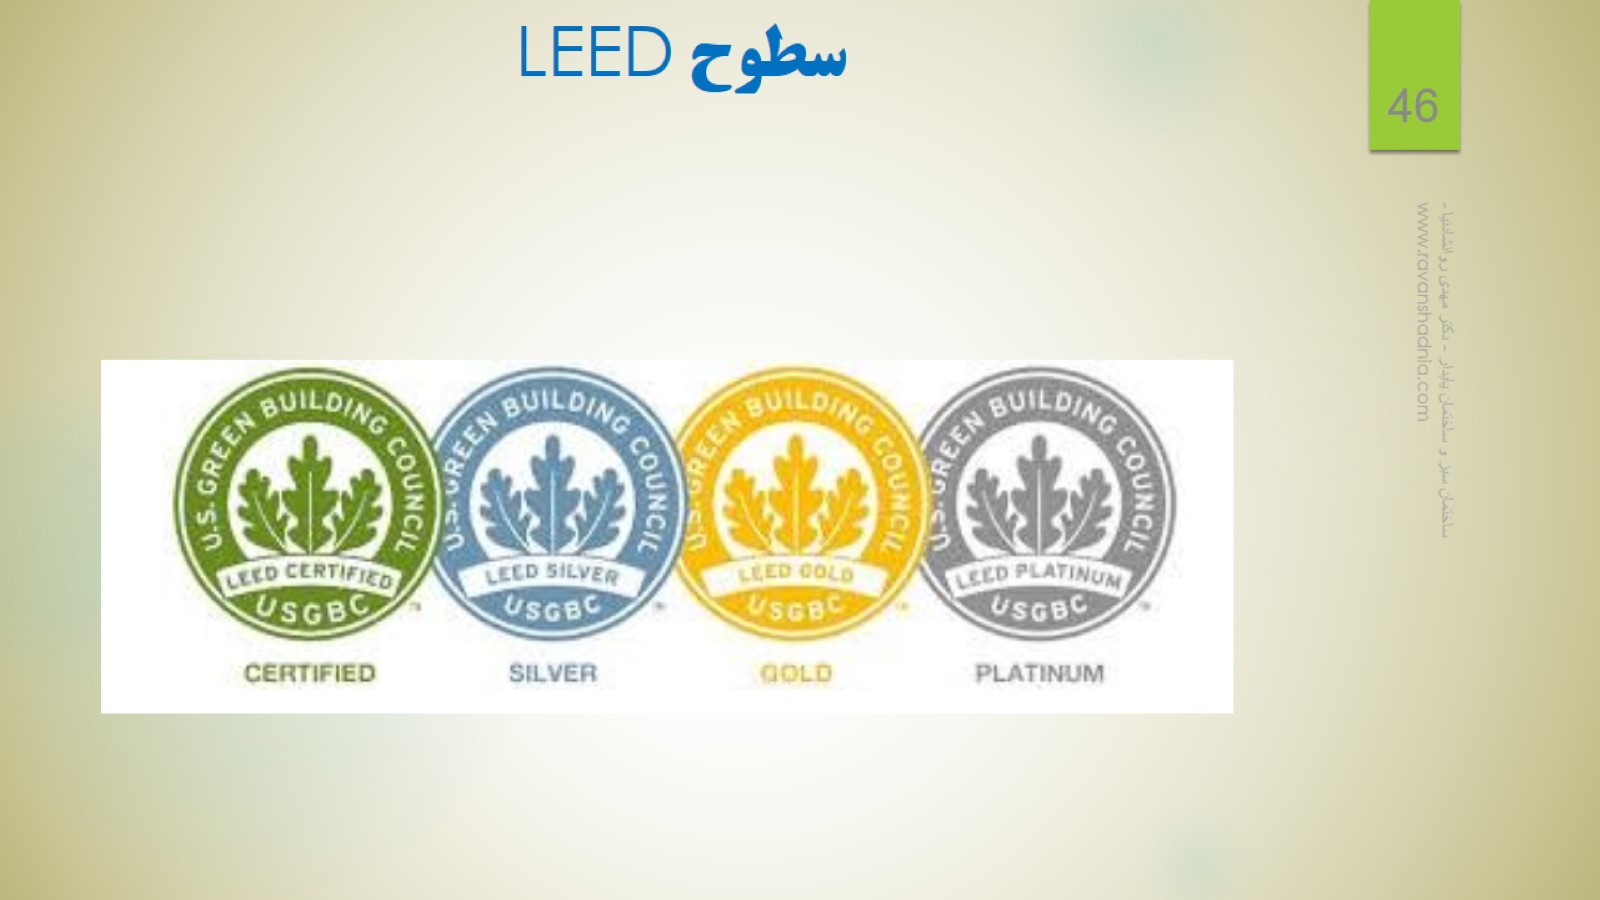 سطوح LEED
46
ساختمان سبز و ساختمان پایدار - دکتر مهدی روانشادنیا -
www.ravanshadnia.com
U.S. GREEN BUILDING COUNCIL
LEED CERTIFIED
USGBC
CERTIFIED
U.S. GREEN BUILDING COUNCIL
LEED SILVER
USGBC
SILVER
U.S. GREEN BUILDING COUNCIL
LEED GOLD
USGBC
GOLD
U.S. GREEN BUILDING COUNCIL
LEED PLATINUM
USGBC
PLATINUM